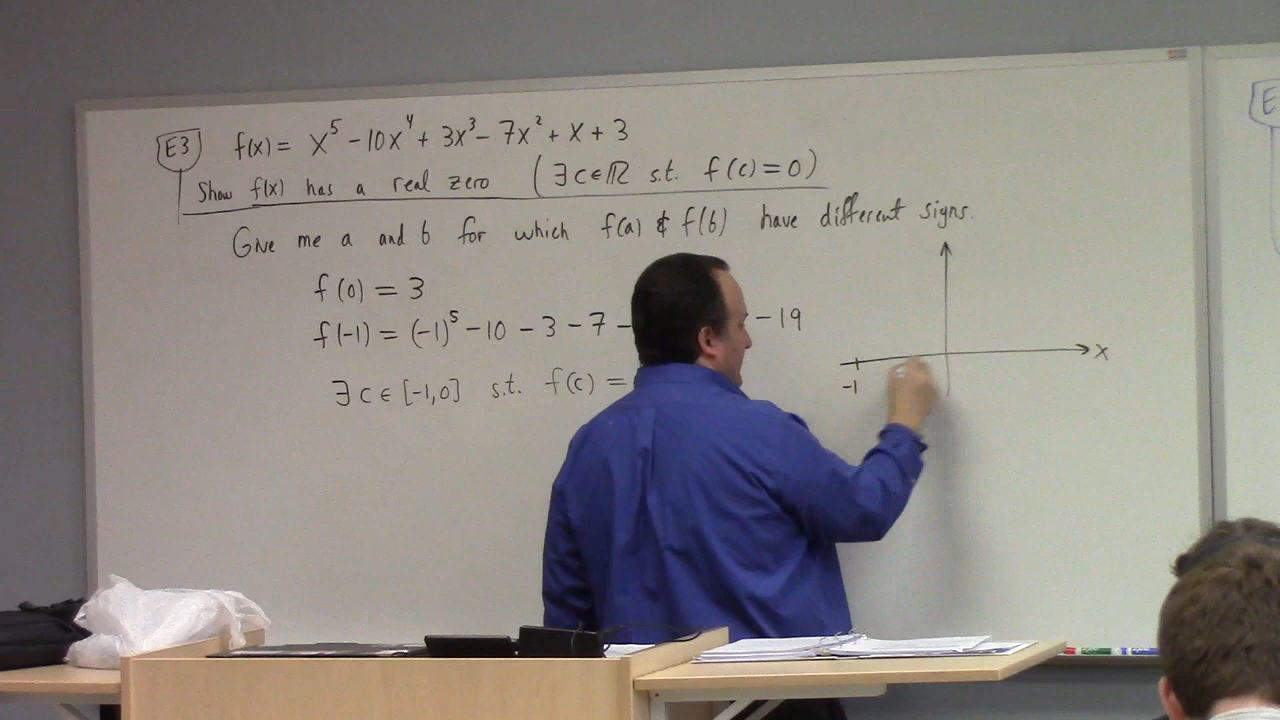 E3 f(x) = x⁵ - 10x⁴ + 3x³ - 7x² + x + 3
Show f(x) has a real zero (∃ c ∈ ℝ s.t. f(c) = 0)
Give me a and b for which f(a) & f(b) have different signs.
f(0) = 3
f(-1) = (-1)⁵ - 10 - 3 - 7 - -19
∃ c ∈ [-1,0] s.t. f(c) =
x
-1
E